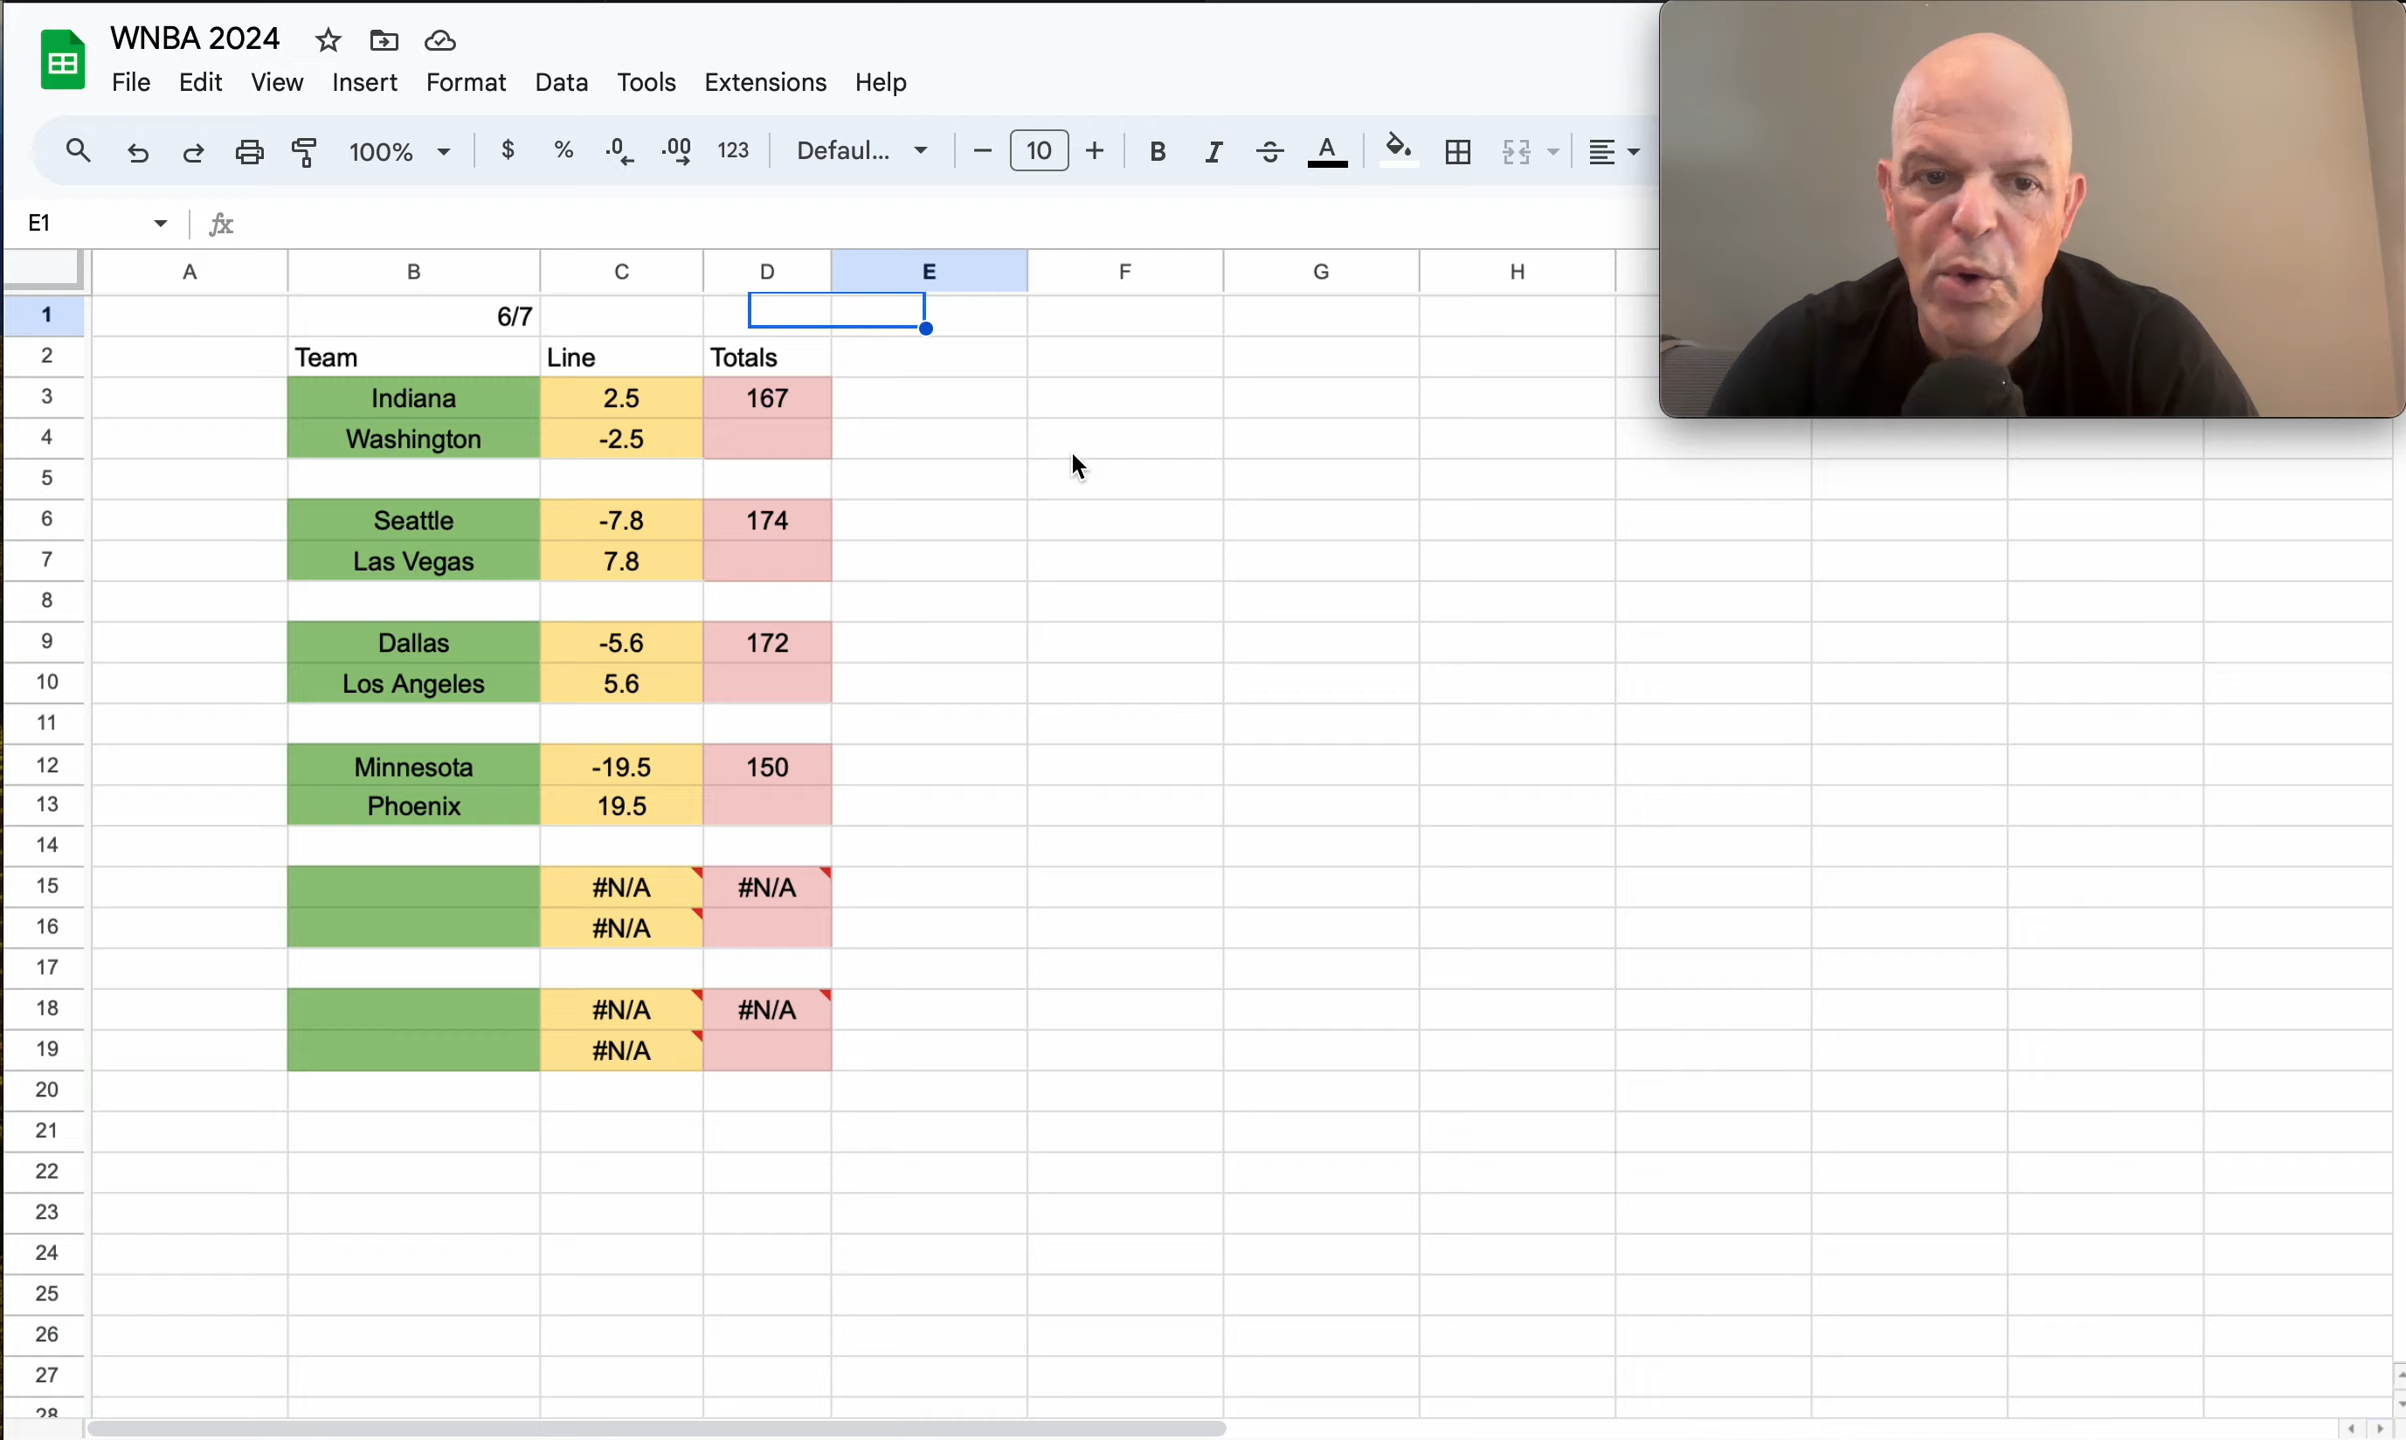 WNBA 2024
File Edit View Insert Format Data Tools Extensions Help
100% $ % .0 .00 123 Defaul... 10 B I S A
E1 fx
A B C D E F G H
1 6/7
2 Team Line Totals
3 Indiana 2.5 167
4 Washington -2.5
5
6 Seattle -7.8 174
7 Las Vegas 7.8
8
9 Dallas -5.6 172
10 Los Angeles 5.6
11
12 Minnesota -19.5 150
13 Phoenix 19.5
14
15 #N/A #N/A
16 #N/A
17
18 #N/A #N/A
19 #N/A
20
21
22
23
24
25
26
27
28